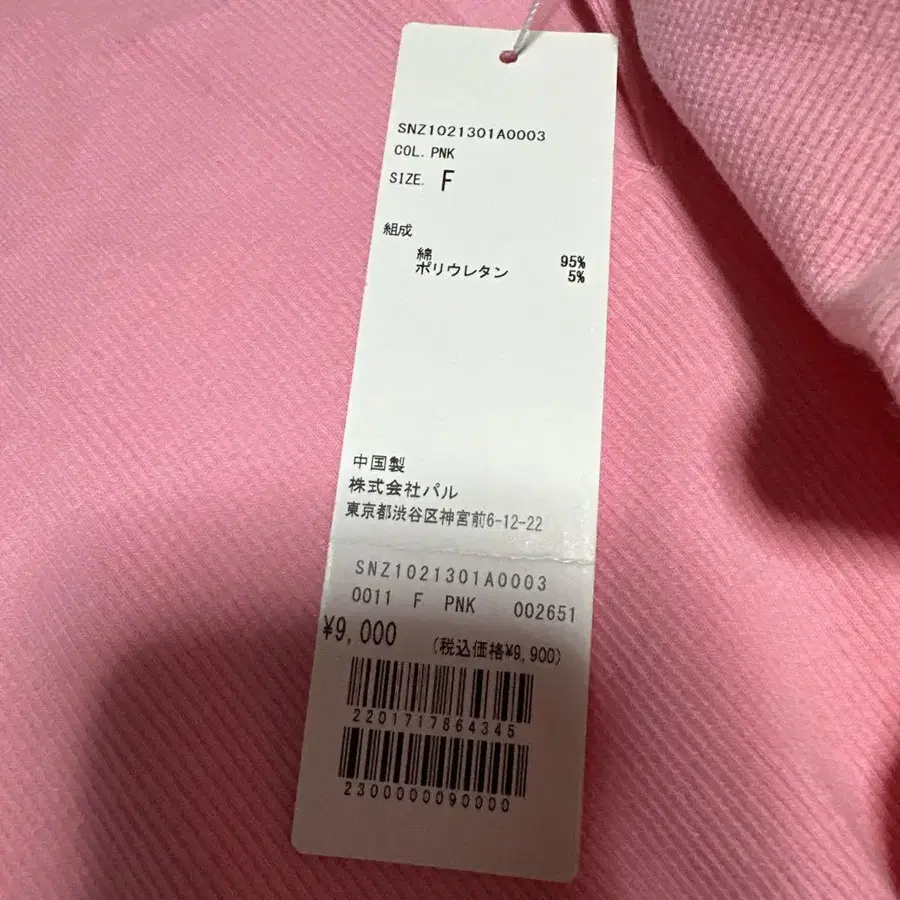 SNZ1021301A0003
COL. PNK
SIZE. F
組成
綿 95%
ポリウレタン 5%
中国製
株式会社パル
東京都渋谷区神宮前6-12-22
SNZ1021301A0003
0011 F PNK 002651
¥9,000 (税込価格¥9,900)
2201717864345
2300000090000